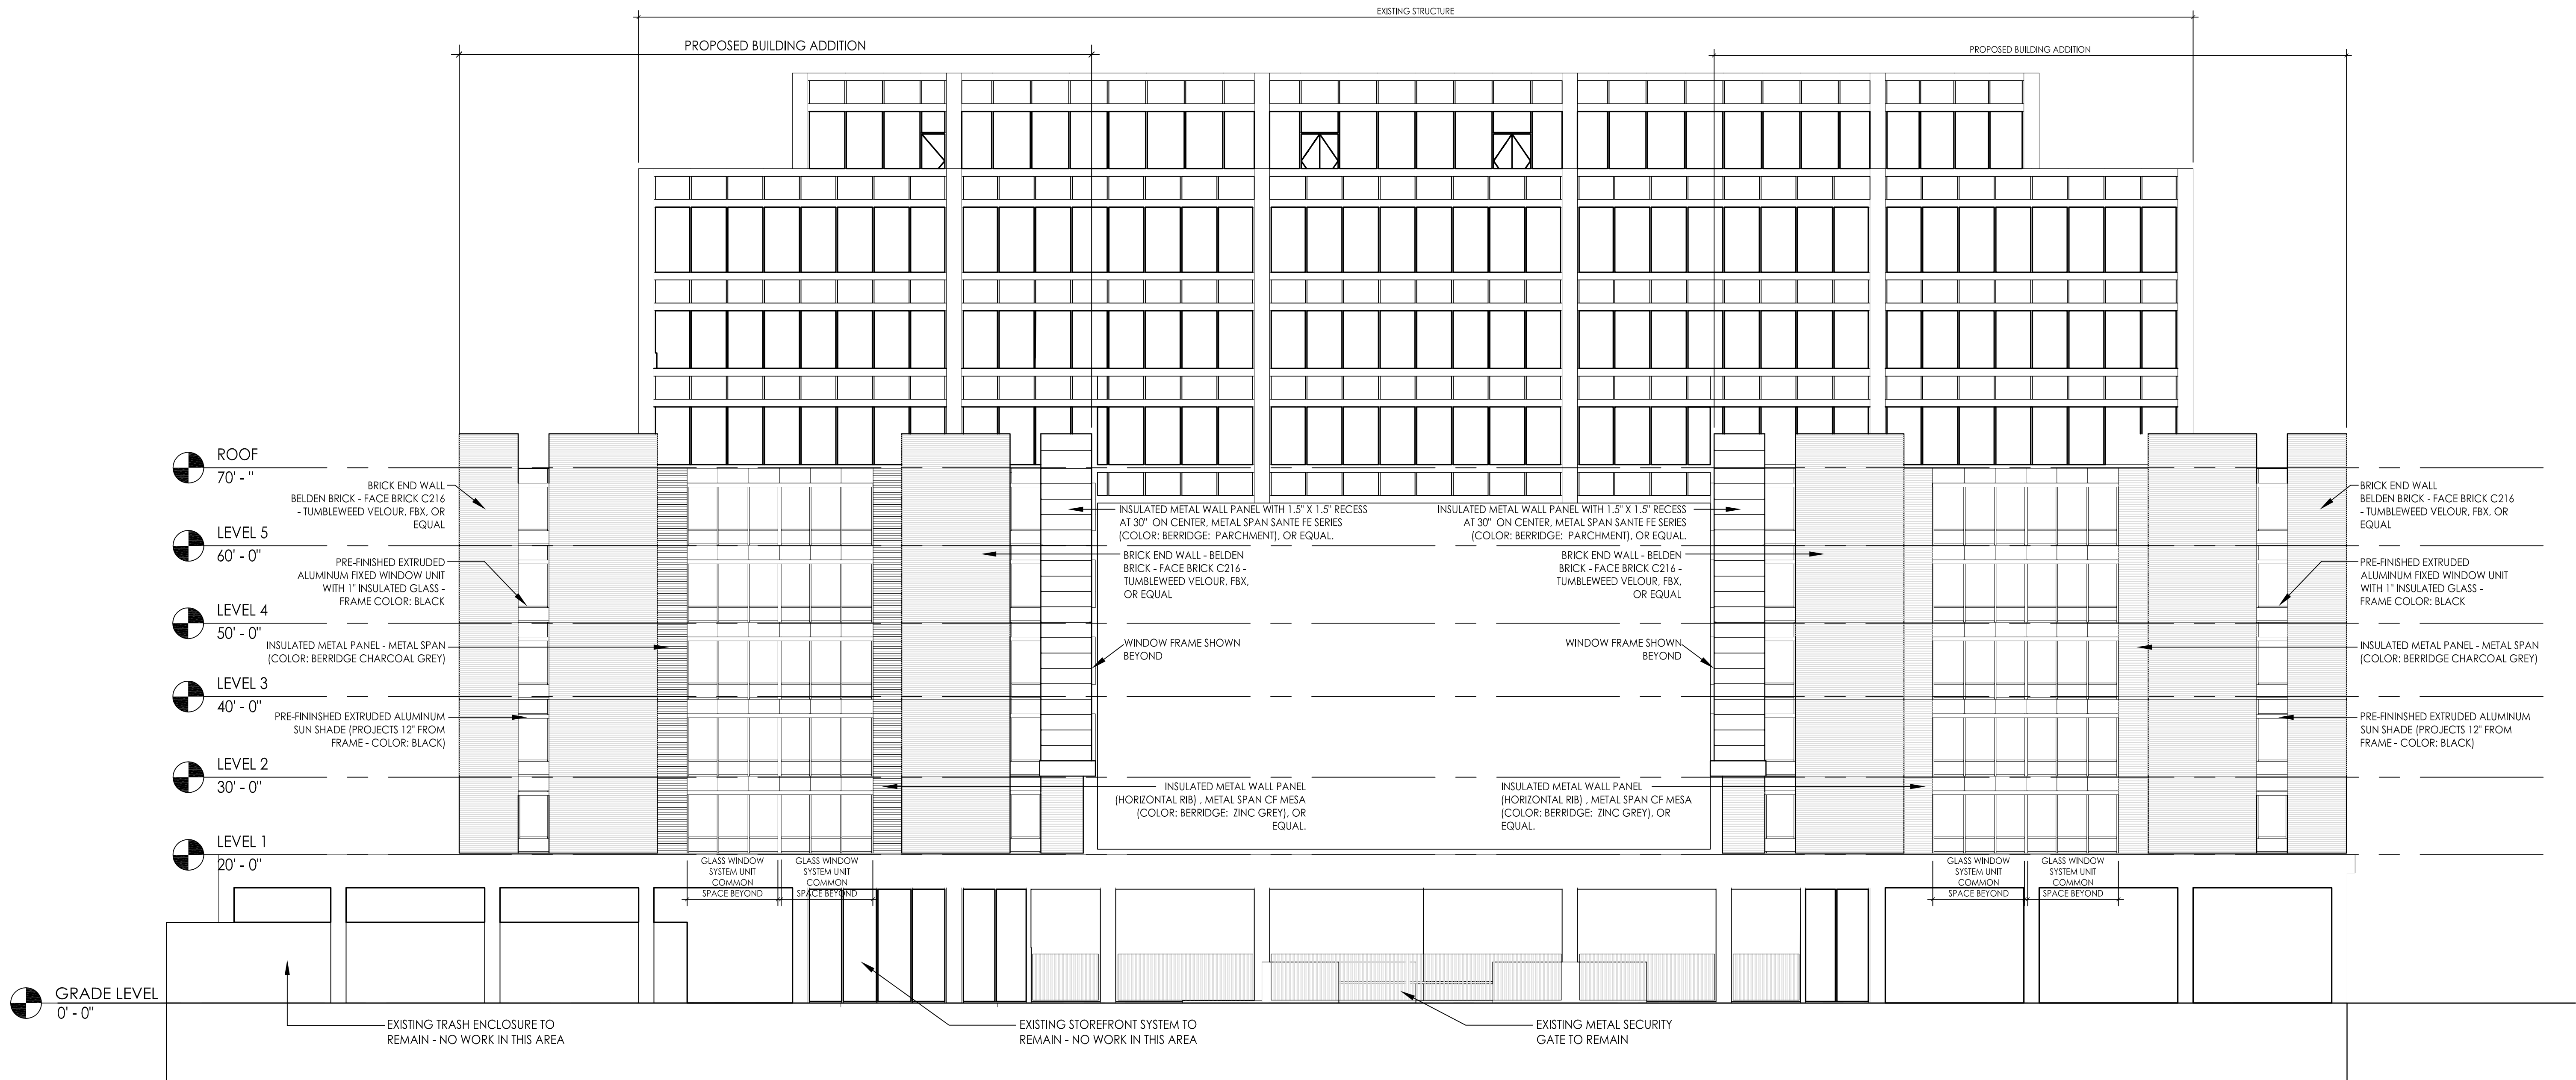 EXISTING STRUCTURE
PROPOSED BUILDING ADDITION
PROPOSED BUILDING ADDITION
ROOF
70' - "
LEVEL 5
60' - 0"
LEVEL 4
50' - 0"
LEVEL 3
40' - 0"
LEVEL 2
30' - 0"
LEVEL 1
20' - 0"
GRADE LEVEL
0' - 0"
BRICK END WALL
BELDEN BRICK - FACE BRICK C216
- TUMBLEWEED VELOUR, FBX, OR
EQUAL
PRE-FINISHED EXTRUDED
ALUMINUM FIXED WINDOW UNIT
WITH 1" INSULATED GLASS -
FRAME COLOR: BLACK
INSULATED METAL PANEL - METAL SPAN
(COLOR: BERRIDGE CHARCOAL GREY)
PRE-FININSHED EXTRUDED ALUMINUM
SUN SHADE (PROJECTS 12" FROM
FRAME - COLOR: BLACK)
INSULATED METAL WALL PANEL WITH 1.5" X 1.5" RECESS
AT 30" ON CENTER, METAL SPAN SANTE FE SERIES
(COLOR: BERRIDGE: PARCHMENT), OR EQUAL.
BRICK END WALL - BELDEN
BRICK - FACE BRICK C216 -
TUMBLEWEED VELOUR, FBX,
OR EQUAL
WINDOW FRAME SHOWN
BEYOND
INSULATED METAL WALL PANEL
(HORIZONTAL RIB) , METAL SPAN CF MESA
(COLOR: BERRIDGE: ZINC GREY), OR
EQUAL.
INSULATED METAL WALL PANEL WITH 1.5" X 1.5" RECESS
AT 30" ON CENTER, METAL SPAN SANTE FE SERIES
(COLOR: BERRIDGE: PARCHMENT), OR EQUAL.
BRICK END WALL - BELDEN
BRICK - FACE BRICK C216 -
TUMBLEWEED VELOUR, FBX,
OR EQUAL
WINDOW FRAME SHOWN
BEYOND
INSULATED METAL WALL PANEL
(HORIZONTAL RIB) , METAL SPAN CF MESA
(COLOR: BERRIDGE: ZINC GREY), OR
EQUAL.
BRICK END WALL
BELDEN BRICK - FACE BRICK C216
- TUMBLEWEED VELOUR, FBX, OR
EQUAL
PRE-FINISHED EXTRUDED
ALUMINUM FIXED WINDOW UNIT
WITH 1" INSULATED GLASS -
FRAME COLOR: BLACK
INSULATED METAL PANEL - METAL SPAN
(COLOR: BERRIDGE CHARCOAL GREY)
PRE-FININSHED EXTRUDED ALUMINUM
SUN SHADE (PROJECTS 12" FROM
FRAME - COLOR: BLACK)
GLASS WINDOW
SYSTEM UNIT
COMMON
SPACE BEYOND
GLASS WINDOW
SYSTEM UNIT
COMMON
SPACE BEYOND
GLASS WINDOW
SYSTEM UNIT
COMMON
SPACE BEYOND
GLASS WINDOW
SYSTEM UNIT
COMMON
SPACE BEYOND
EXISTING TRASH ENCLOSURE TO
REMAIN - NO WORK IN THIS AREA
EXISTING STOREFRONT SYSTEM TO
REMAIN - NO WORK IN THIS AREA
EXISTING METAL SECURITY
GATE TO REMAIN